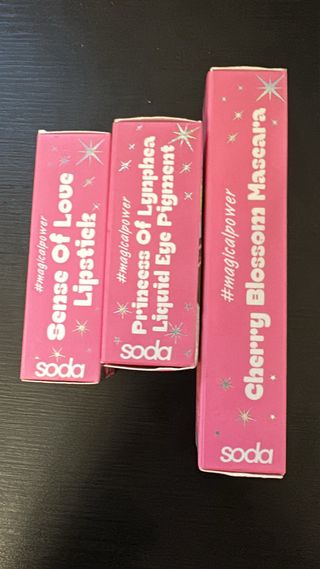 #magicalpower
Sense Of Love
Lipstick
soda
#magicalpower
Princess Of Lynphea
Liquid Eye Pigment
soda
#magicalpower
Cherry Blossom Mascara
soda